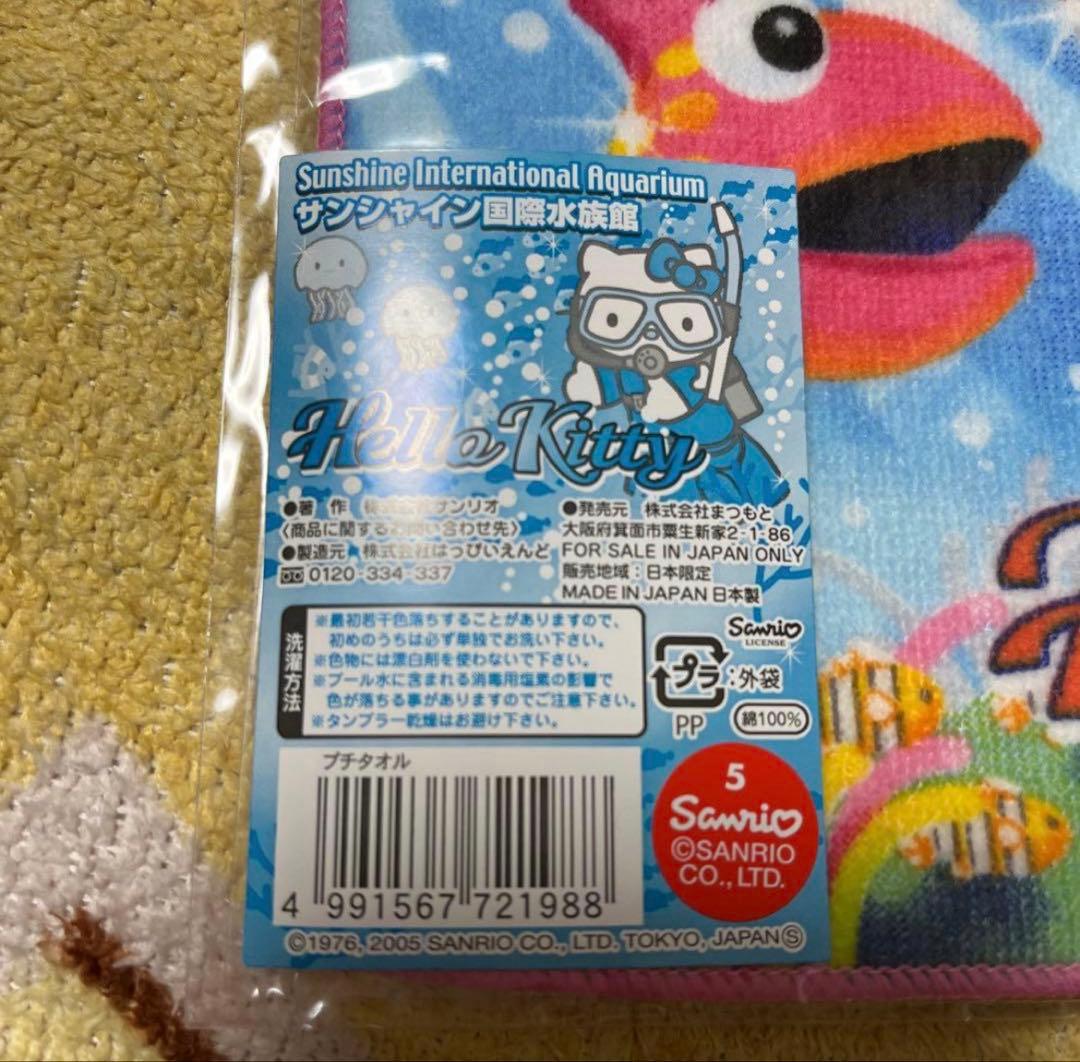 Sunshine International Aquarium
サンシャイン国際水族館
Hello Kitty
●著 作 株式会社サンリオ
〈商品に関するお問い合わせ先〉
●製造元 株式会社はっぴいえんど
0120-334-337
●発売元 株式会社まつもと
大阪府箕面市粟生新家2-1-86
FOR SALE IN JAPAN ONLY
販売地域:日本限定
MADE IN JAPAN 日本製
Sanrio
LICENSE
洗濯方法
※最初若干色落ちすることがありますので、
初めのうちは必ず単独でお洗い下さい。
※色物には漂白剤を使わないで下さい。
※プール水に含まれる消毒用塩素の影響で
色が落ちる事がありますのでご注意下さい。
※タンブラー乾燥はお避け下さい。
プラ:外袋
PP
綿100%
プチタオル
4 991567 721988
5
Sanrio
©SANRIO
CO., LTD.
©1976, 2005 SANRIO CO., LTD. TOKYO, JAPAN Ⓢ